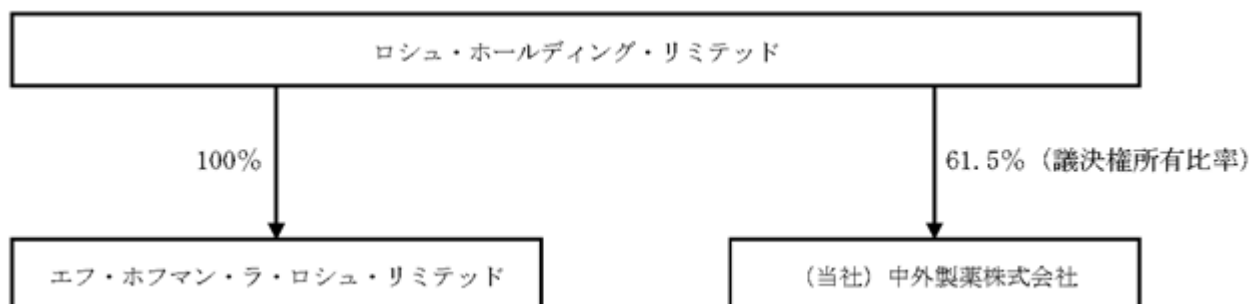 ロシュ・ホールディング・リミテッド
100%
61.5%（議決権所有比率）
エフ・ホフマン・ラ・ロシュ・リミテッド
（当社）中外製薬株式会社